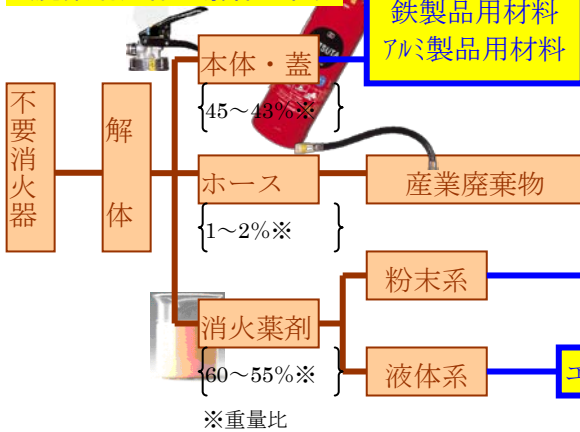 鉄製品用材料
アルミ製品用材料
本体・蓋
45～43%※
不要消火器
解体
ホース
産業廃棄物
1～2%※
粉末系
消火薬剤
60～55%※
液体系
エ
※重量比